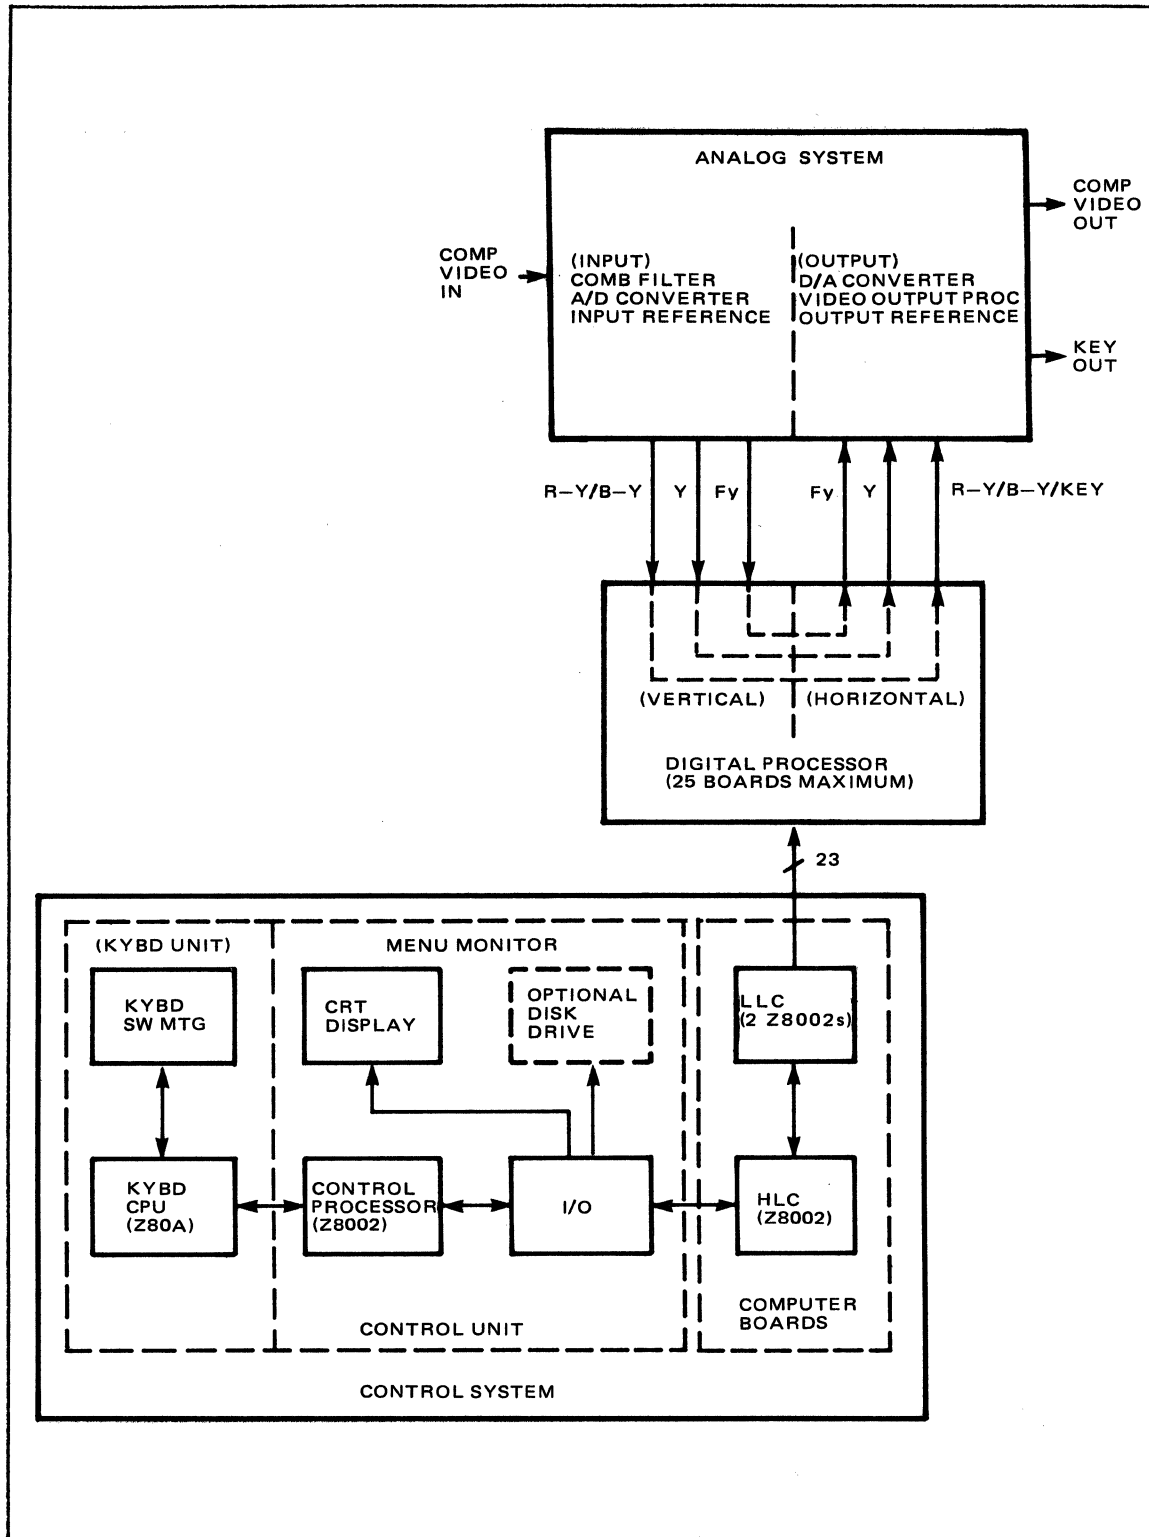 ANALOG SYSTEM
COMP
VIDEO
OUT
COMP
VIDEO
IN
(INPUT)
COMB FILTER
A/D CONVERTER
INPUT REFERENCE
(OUTPUT)
D/A CONVERTER
VIDEO OUTPUT PROC
OUTPUT REFERENCE
KEY
OUT
R-Y/B-Y
Y
Fy
Fy
Y
R-Y/B-Y/KEY
(VERTICAL)
(HORIZONTAL)
DIGITAL PROCESSOR
(25 BOARDS MAXIMUM)
23
(KYBD UNIT)
MENU MONITOR
KYBD
SW MTG
CRT
DISPLAY
OPTIONAL
DISK
DRIVE
LLC
(2 Z8002s)
KYBD
CPU
(Z80A)
CONTROL
PROCESSOR
(Z8002)
I/O
HLC
(Z8002)
COMPUTER
BOARDS
CONTROL UNIT
CONTROL SYSTEM